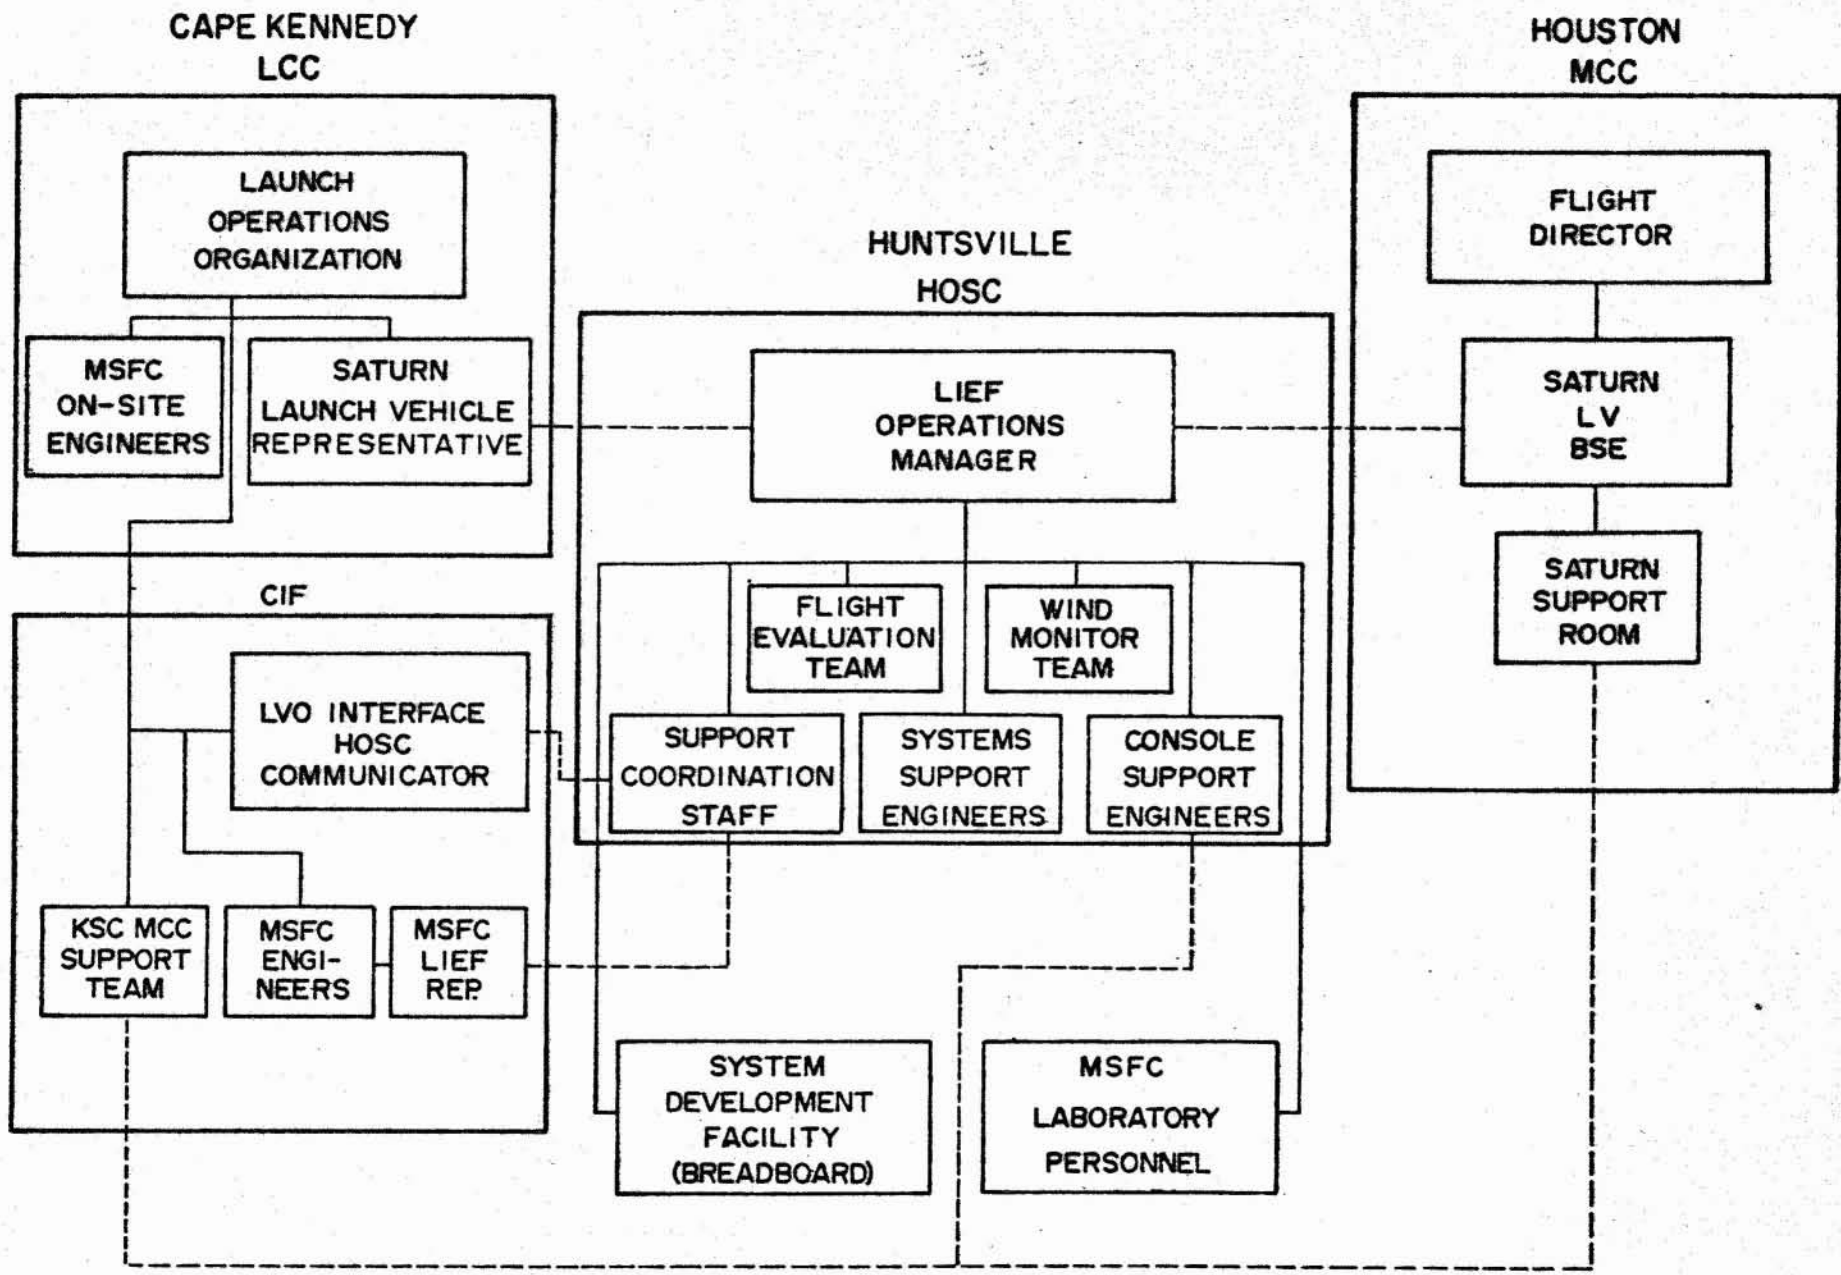 CAPE KENNEDY
LCC
LAUNCH
OPERATIONS
ORGANIZATION
MSFC
ON-SITE
ENGINEERS
SATURN
LAUNCH VEHICLE
REPRESENTATIVE
CIF
LVO INTERFACE
HOSC
COMMUNICATOR
KSC MCC
SUPPORT
TEAM
MSFC
ENGI-
NEERS
MSFC
LIEF
REP.
HUNTSVILLE
HOSC
LIEF
OPERATIONS
MANAGER
FLIGHT
EVALUATION
TEAM
WIND
MONITOR
TEAM
SUPPORT
COORDINATION
STAFF
SYSTEMS
SUPPORT
ENGINEERS
CONSOLE
SUPPORT
ENGINEERS
SYSTEM
DEVELOPMENT
FACILITY
(BREADBOARD)
MSFC
LABORATORY
PERSONNEL
HOUSTON
MCC
FLIGHT
DIRECTOR
SATURN
LV
BSE
SATURN
SUPPORT
ROOM